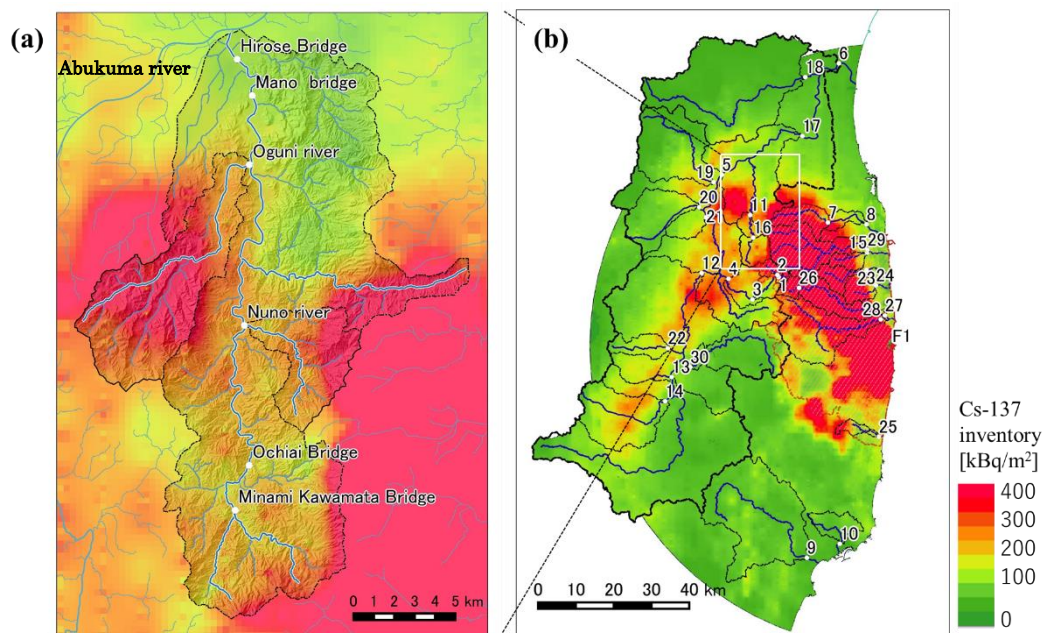 (a)
Abukuma river
Hirose Bridge
Mano bridge
Oguni river
Nuno river
Ochiai Bridge
Minami Kawamata Bridge
0 1 2 3 4 5 km
(b)
6
18
17
5
19
20
21
11
16
7
8
15
29
12
4
2
1
26
3
23
24
27
28
F1
22
30
13
14
25
10
9
0 10 20 30 40 km
Cs-137
inventory
[kBq/m²]
400
300
200
100
0